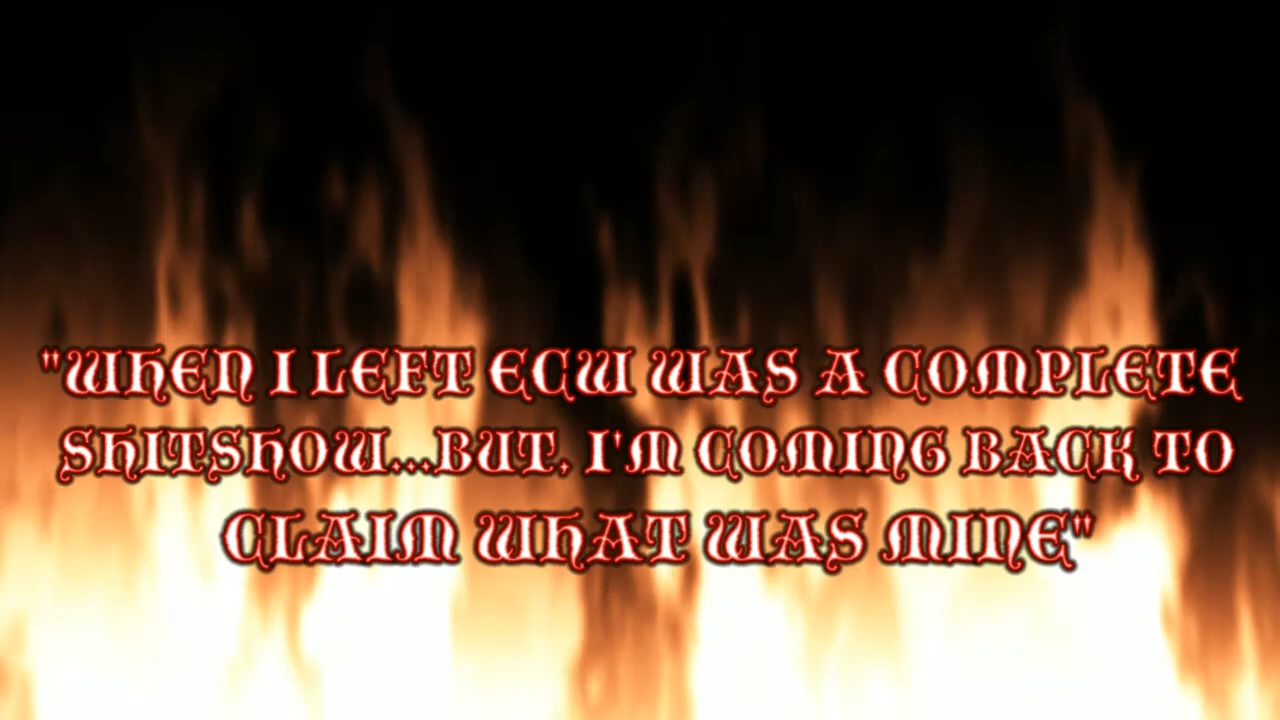 "WHEN I LEFT ECW WAS A COMPLETE
SHITSHOW...BUT, I'M COMING BACK TO
CLAIM WHAT WAS MINE"